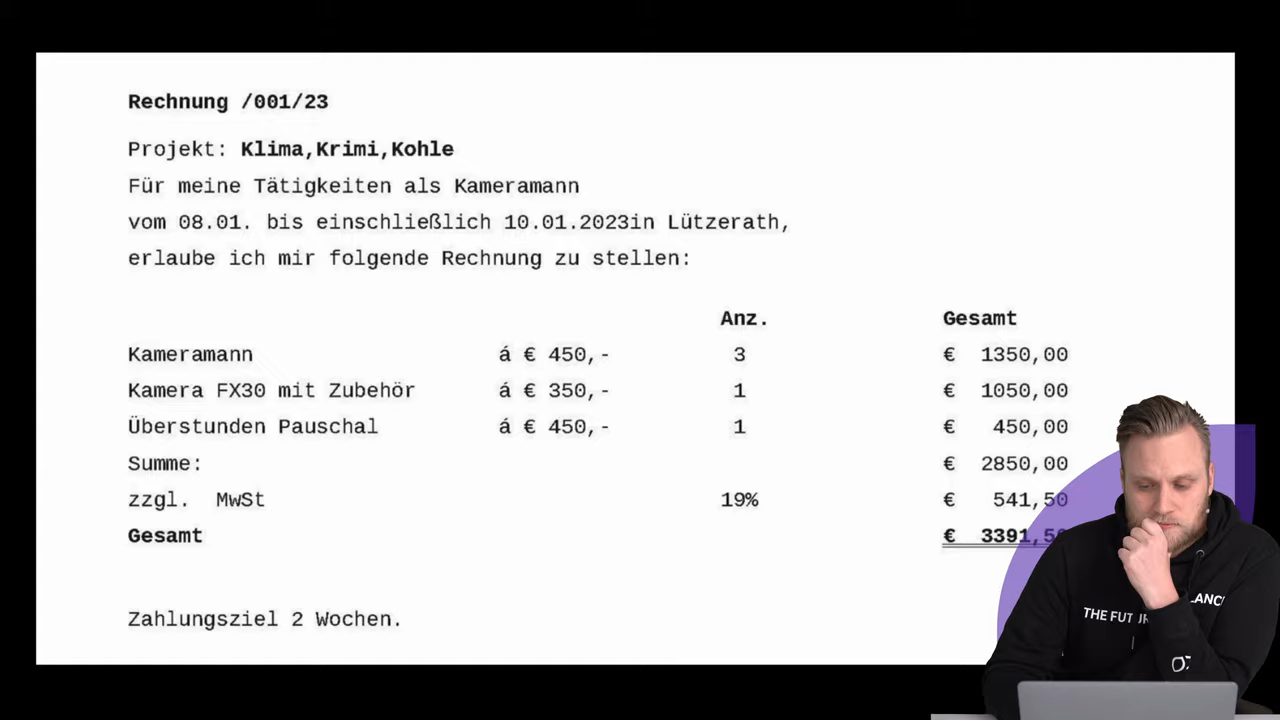 Rechnung /001/23
Projekt: Klima,Krimi,Kohle
Für meine Tätigkeiten als Kameramann
vom 08.01. bis einschließlich 10.01.2023in Lützerath,
erlaube ich mir folgende Rechnung zu stellen:
Anz. Gesamt
Kameramann á € 450,- 3 € 1350,00
Kamera FX30 mit Zubehör á € 350,- 1 € 1050,00
Überstunden Pauschal á € 450,- 1 € 450,00
Summe: € 2850,00
zzgl. MwSt 19% € 541,50
Gesamt € 3391,50
Zahlungsziel 2 Wochen.
THE FUT